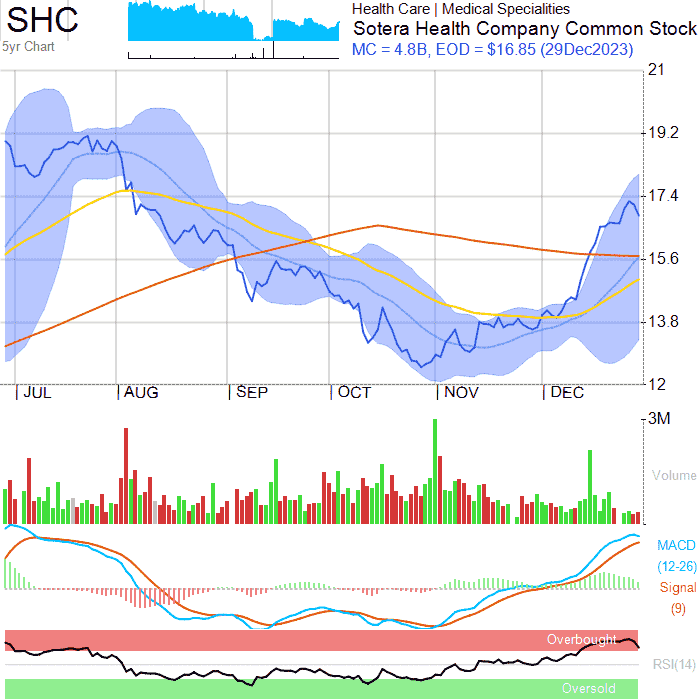 SHC
5yr Chart
Health Care | Medical Specialities
Sotera Health Company Common Stock
MC = 4.8B, EOD = $16.85 (29Dec2023)
21
19.2
17.4
15.6
13.8
12
JUL AUG SEP OCT NOV DEC
3M
Volume
MACD
(12-26)
Signal
(9)
Overbought
RSI(14)
Oversold